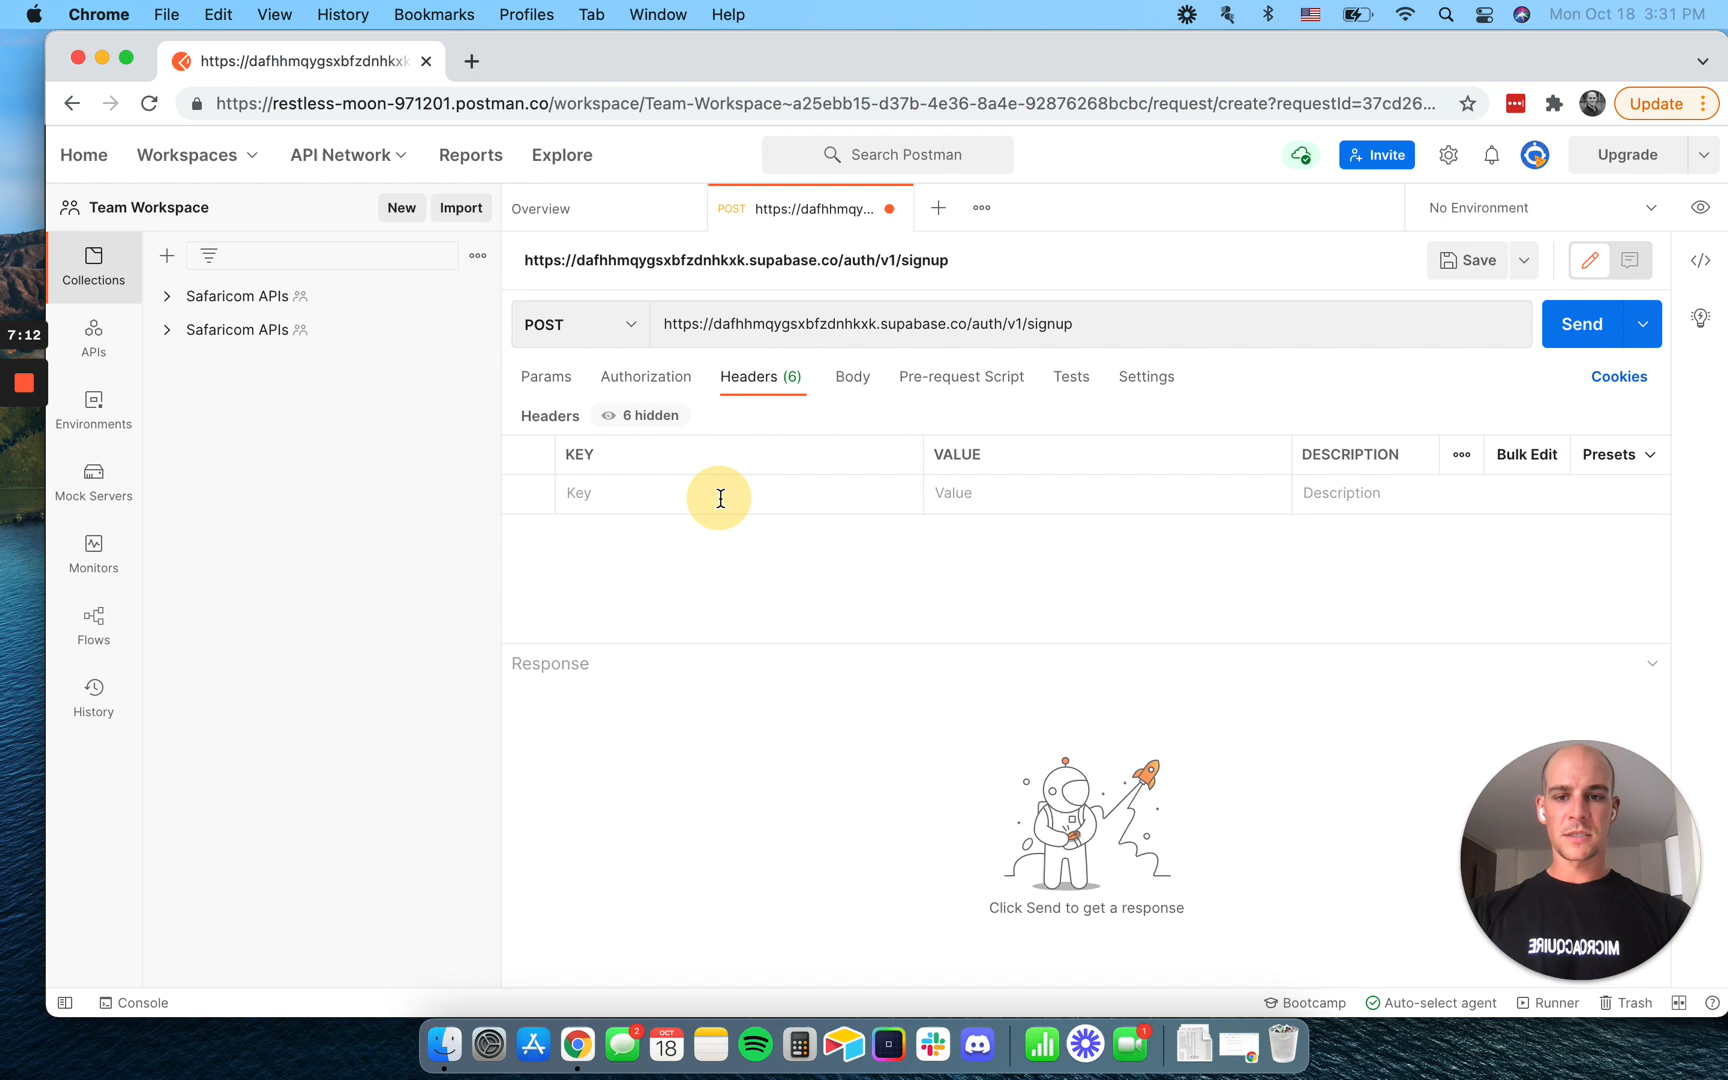 Chrome File Edit View History Bookmarks Profiles Tab Window Help Mon Oct 18 3:31 PM
https://dafhhmqygsxbfzdnhkxk
https://restless-moon-971201.postman.co/workspace/Team-Workspace~a25ebb15-d37b-4e36-8a4e-92876268bcbc/request/create?requestId=37cd26... Update
Home Workspaces API Network Reports Explore Search Postman Invite Upgrade
Team Workspace New Import Overview POST https://dafhhmqy... No Environment
Collections
https://dafhhmqygsxbfzdnhkxk.supabase.co/auth/v1/signup Save
Safaricom APIs
Safaricom APIs
7:12
APIs
POST https://dafhhmqygsxbfzdnhkxk.supabase.co/auth/v1/signup Send
Params Authorization Headers (6) Body Pre-request Script Tests Settings Cookies
Environments
Headers 6 hidden
KEY VALUE DESCRIPTION Bulk Edit Presets
Mock Servers
Key Value Description
Monitors
Flows
Response
History
Click Send to get a response
MICROACQUIRE
Console Bootcamp Auto-select agent Runner Trash
2
OCT
18
1